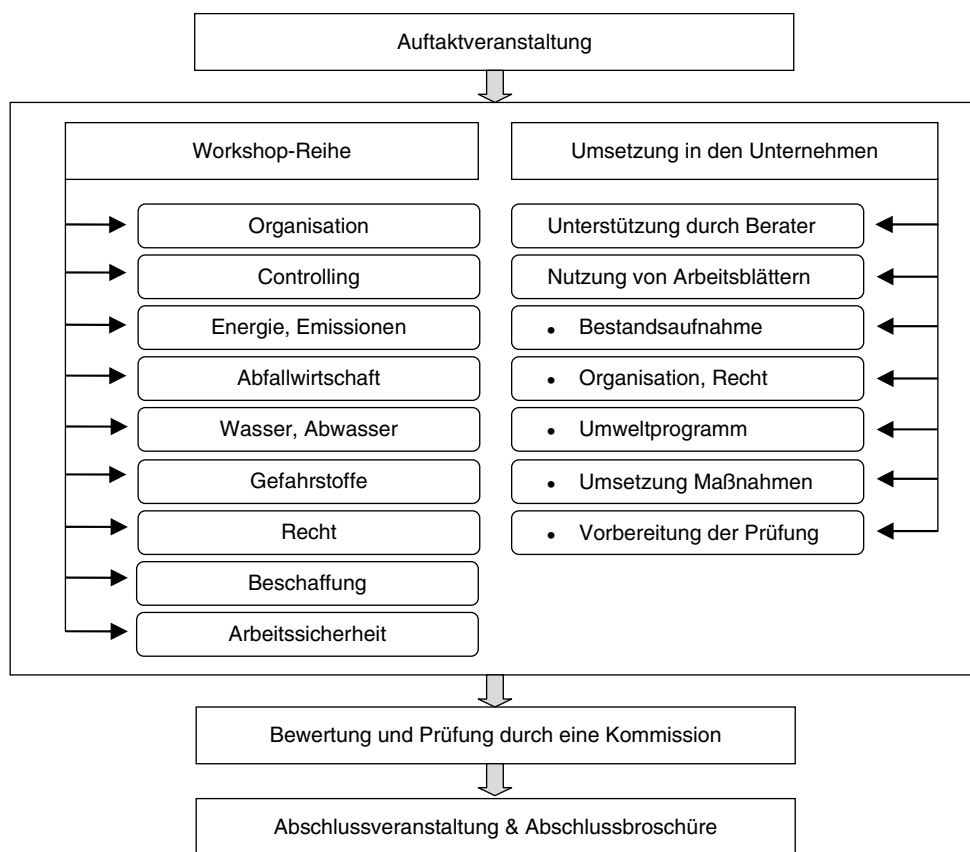 Auftaktveranstaltung
Workshop-Reihe
Organisation
Controlling
Energie, Emissionen
Abfallwirtschaft
Wasser, Abwasser
Gefahrstoffe
Recht
Beschaffung
Arbeitssicherheit
Umsetzung in den Unternehmen
Unterstützung durch Berater
Nutzung von Arbeitsblättern
• Bestandsaufnahme
• Organisation, Recht
• Umweltprogramm
• Umsetzung Maßnahmen
• Vorbereitung der Prüfung
Bewertung und Prüfung durch eine Kommission
Abschlussveranstaltung & Abschlussbroschüre